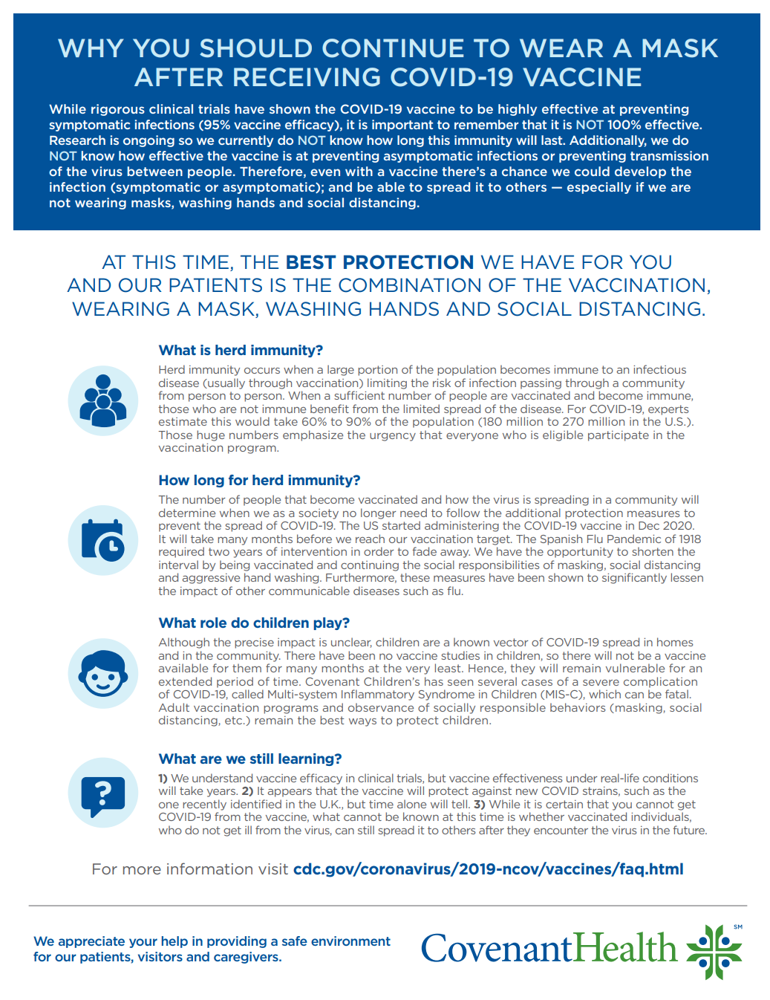 WHY YOU SHOULD CONTINUE TO WEAR A MASK
AFTER RECEIVING COVID-19 VACCINE
While rigorous clinical trials have shown the COVID-19 vaccine to be highly effective at preventing
symptomatic infections (95% vaccine efficacy), it is important to remember that it is NOT 100% effective.
Research is ongoing so we currently do NOT know how long this immunity will last. Additionally, we do
NOT know how effective the vaccine is at preventing asymptomatic infections or preventing transmission
of the virus between people. Therefore, even with a vaccine there’s a chance we could develop the
infection (symptomatic or asymptomatic); and be able to spread it to others — especially if we are
not wearing masks, washing hands and social distancing.
AT THIS TIME, THE BEST PROTECTION WE HAVE FOR YOU
AND OUR PATIENTS IS THE COMBINATION OF THE VACCINATION,
WEARING A MASK, WASHING HANDS AND SOCIAL DISTANCING.
What is herd immunity?
Herd immunity occurs when a large portion of the population becomes immune to an infectious
disease (usually through vaccination) limiting the risk of infection passing through a community
from person to person. When a sufficient number of people are vaccinated and become immune,
those who are not immune benefit from the limited spread of the disease. For COVID-19, experts
estimate this would take 60% to 90% of the population (180 million to 270 million in the U.S.).
Those huge numbers emphasize the urgency that everyone who is eligible participate in the
vaccination program.
How long for herd immunity?
The number of people that become vaccinated and how the virus is spreading in a community will
determine when we as a society no longer need to follow the additional protection measures to
prevent the spread of COVID-19. The US started administering the COVID-19 vaccine in Dec 2020.
It will take many months before we reach our vaccination target. The Spanish Flu Pandemic of 1918
required two years of intervention in order to fade away. We have the opportunity to shorten the
interval by being vaccinated and continuing the social responsibilities of masking, social distancing
and aggressive hand washing. Furthermore, these measures have been shown to significantly lessen
the impact of other communicable diseases such as flu.
What role do children play?
Although the precise impact is unclear, children are a known vector of COVID-19 spread in homes
and in the community. There have been no vaccine studies in children, so there will not be a vaccine
available for them for many months at the very least. Hence, they will remain vulnerable for an
extended period of time. Covenant Children’s has seen several cases of a severe complication
of COVID-19, called Multi-system Inflammatory Syndrome in Children (MIS-C), which can be fatal.
Adult vaccination programs and observance of socially responsible behaviors (masking, social
distancing, etc.) remain the best ways to protect children.
What are we still learning?
1) We understand vaccine efficacy in clinical trials, but vaccine effectiveness under real-life conditions
will take years. 2) It appears that the vaccine will protect against new COVID strains, such as the
one recently identified in the U.K., but time alone will tell. 3) While it is certain that you cannot get
COVID-19 from the vaccine, what cannot be known at this time is whether vaccinated individuals,
who do not get ill from the virus, can still spread it to others after they encounter the virus in the future.
?
For more information visit cdc.gov/coronavirus/2019-ncov/vaccines/faq.html
We appreciate your help in providing a safe environment
for our patients, visitors and caregivers.
CovenantHealth SM